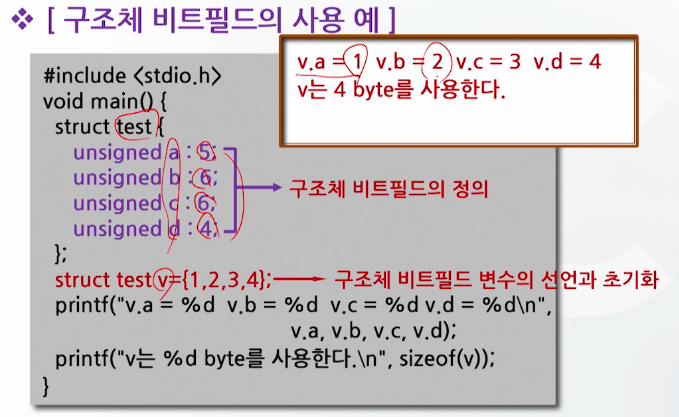 ❖ [ 구조체 비트필드의 사용 예 ]
v.a = 1 v.b = 2 v.c = 3 v.d = 4
v는 4 byte를 사용한다.
#include <stdio.h>
void main() {
struct test {
unsigned a : 5;
unsigned b : 6;
unsigned c : 6;
unsigned d : 4;
구조체 비트필드의 정의
};
struct test v={1,2,3,4}; 구조체 비트필드 변수의 선언과 초기화
printf("v.a = %d v.b = %d v.c = %d v.d = %d\n",
v.a, v.b, v.c, v.d);
printf("v는 %d byte를 사용한다.\n", sizeof(v));
}